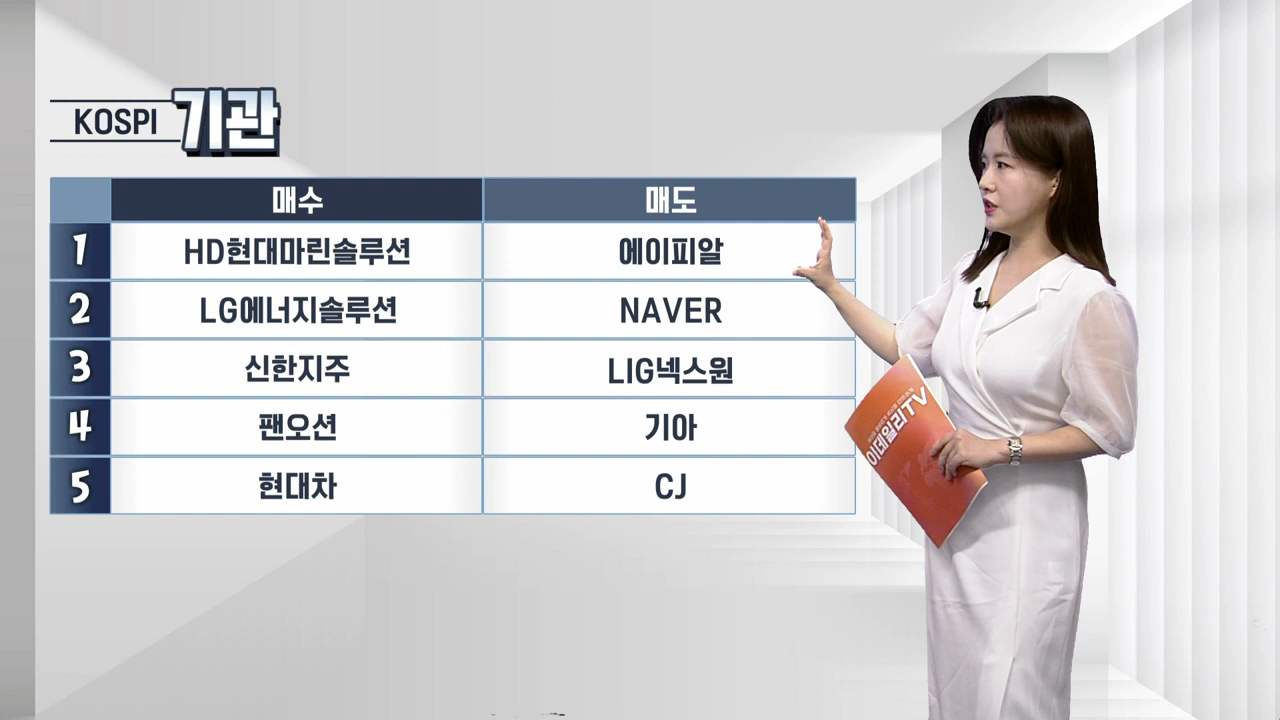 KOSPI 기관
매수 매도
1 HD현대마린솔루션 에이피알
2 LG에너지솔루션 NAVER
3 신한지주 LIG넥스원
4 팬오션 기아
5 현대차 CJ
이데일리TV